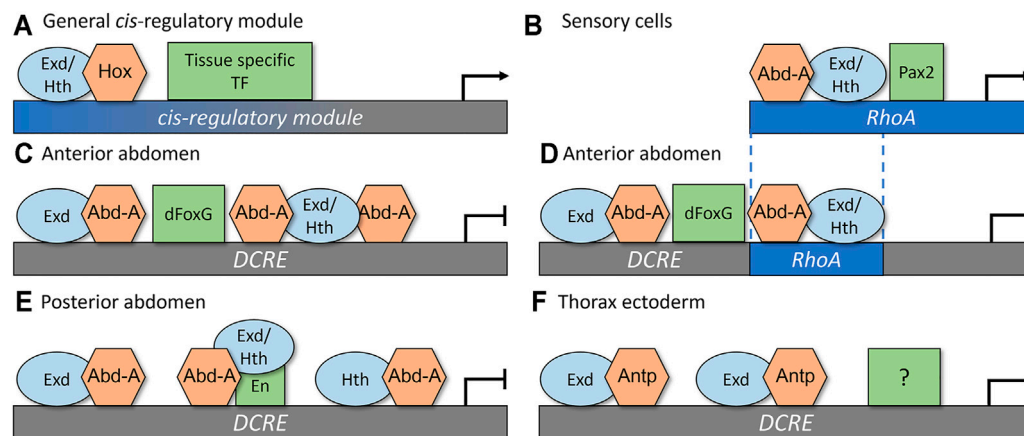 A General cis-regulatory module
Exd/
Hth
Hox
Tissue specific
TF
cis-regulatory module
B Sensory cells
Abd-A
Exd/
Hth
Pax2
RhoA
C Anterior abdomen
Exd
Abd-A
dFoxG
Abd-A
Exd/
Hth
Abd-A
DCRE
D Anterior abdomen
Exd
Abd-A
dFoxG
Abd-A
Exd/
Hth
DCRE
RhoA
E Posterior abdomen
Exd
Abd-A
Abd-A
Exd/
Hth
En
Hth
Abd-A
DCRE
F Thorax ectoderm
Exd
Antp
Exd
Antp
?
DCRE